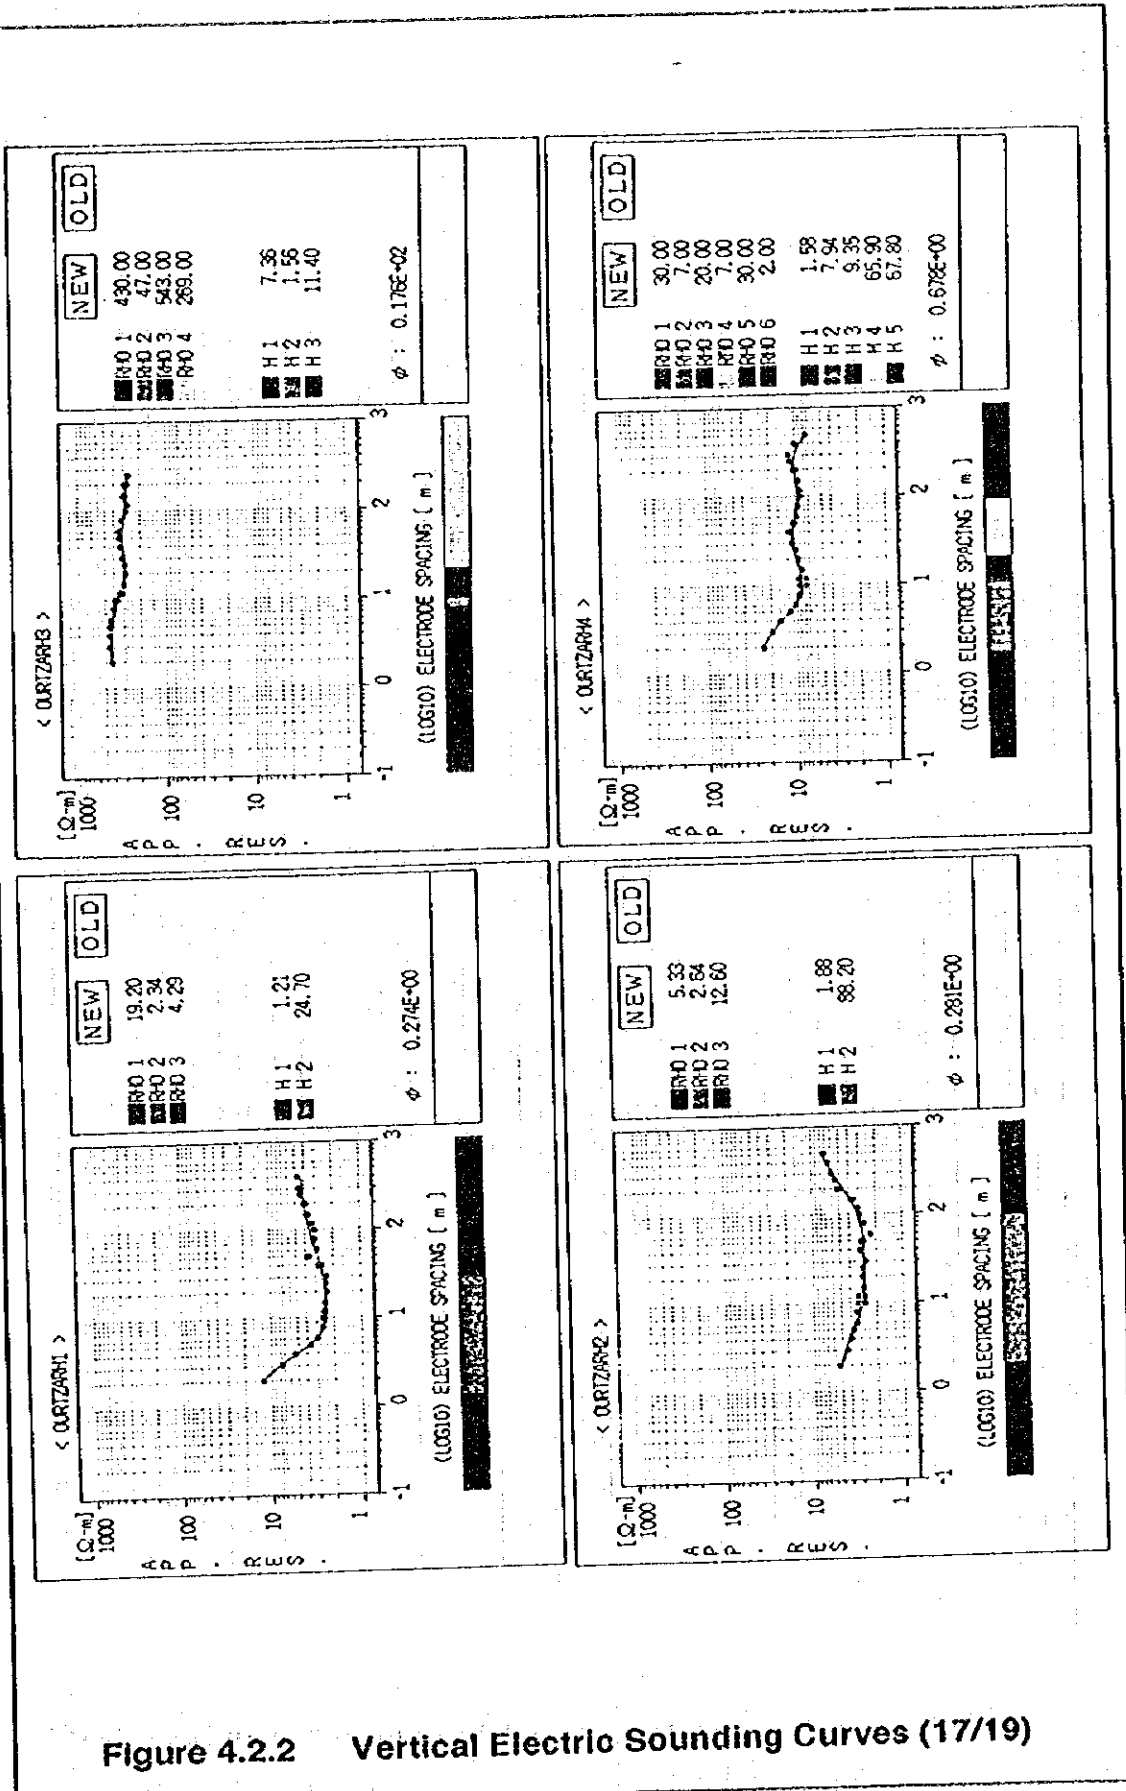 < OURTZARH1 >
[Ω-m]
1000
100
10
1
APP. RES.
-1
0
1
2
3
(LOG10) ELECTRODE SPACING [ m ]
NEW OLD
RHO 1 19.20
RHO 2 2.34
RHO 3 4.29
H 1 1.21
H 2 24.70
φ : 0.274E+00
< OURTZARH3 >
[Ω-m]
1000
100
10
1
APP. RES.
-1
0
1
2
3
(LOG10) ELECTRODE SPACING [ m ]
NEW OLD
RHO 1 430.00
RHO 2 47.00
RHO 3 543.00
RHO 4 269.00
H 1 7.36
H 2 1.56
H 3 11.40
φ : 0.176E+02
< OURTZARH2 >
[Ω-m]
1000
100
10
1
APP. RES.
-1
0
1
2
3
(LOG10) ELECTRODE SPACING [ m ]
NEW OLD
RHO 1 5.33
RHO 2 2.64
RHO 3 12.60
H 1 1.88
H 2 88.20
φ : 0.281E+00
< OURTZARH4 >
[Ω-m]
1000
100
10
1
APP. RES.
-1
0
1
2
3
(LOG10) ELECTRODE SPACING [ m ]
NEW OLD
RHO 1 30.00
RHO 2 7.00
RHO 3 20.00
RHO 4 7.00
RHO 5 30.00
RHO 6 2.00
H 1 1.58
H 2 7.94
H 3 9.35
H 4 65.90
H 5 67.80
φ : 0.678E+00
Figure 4.2.2 Vertical Electric Sounding Curves (17/19)